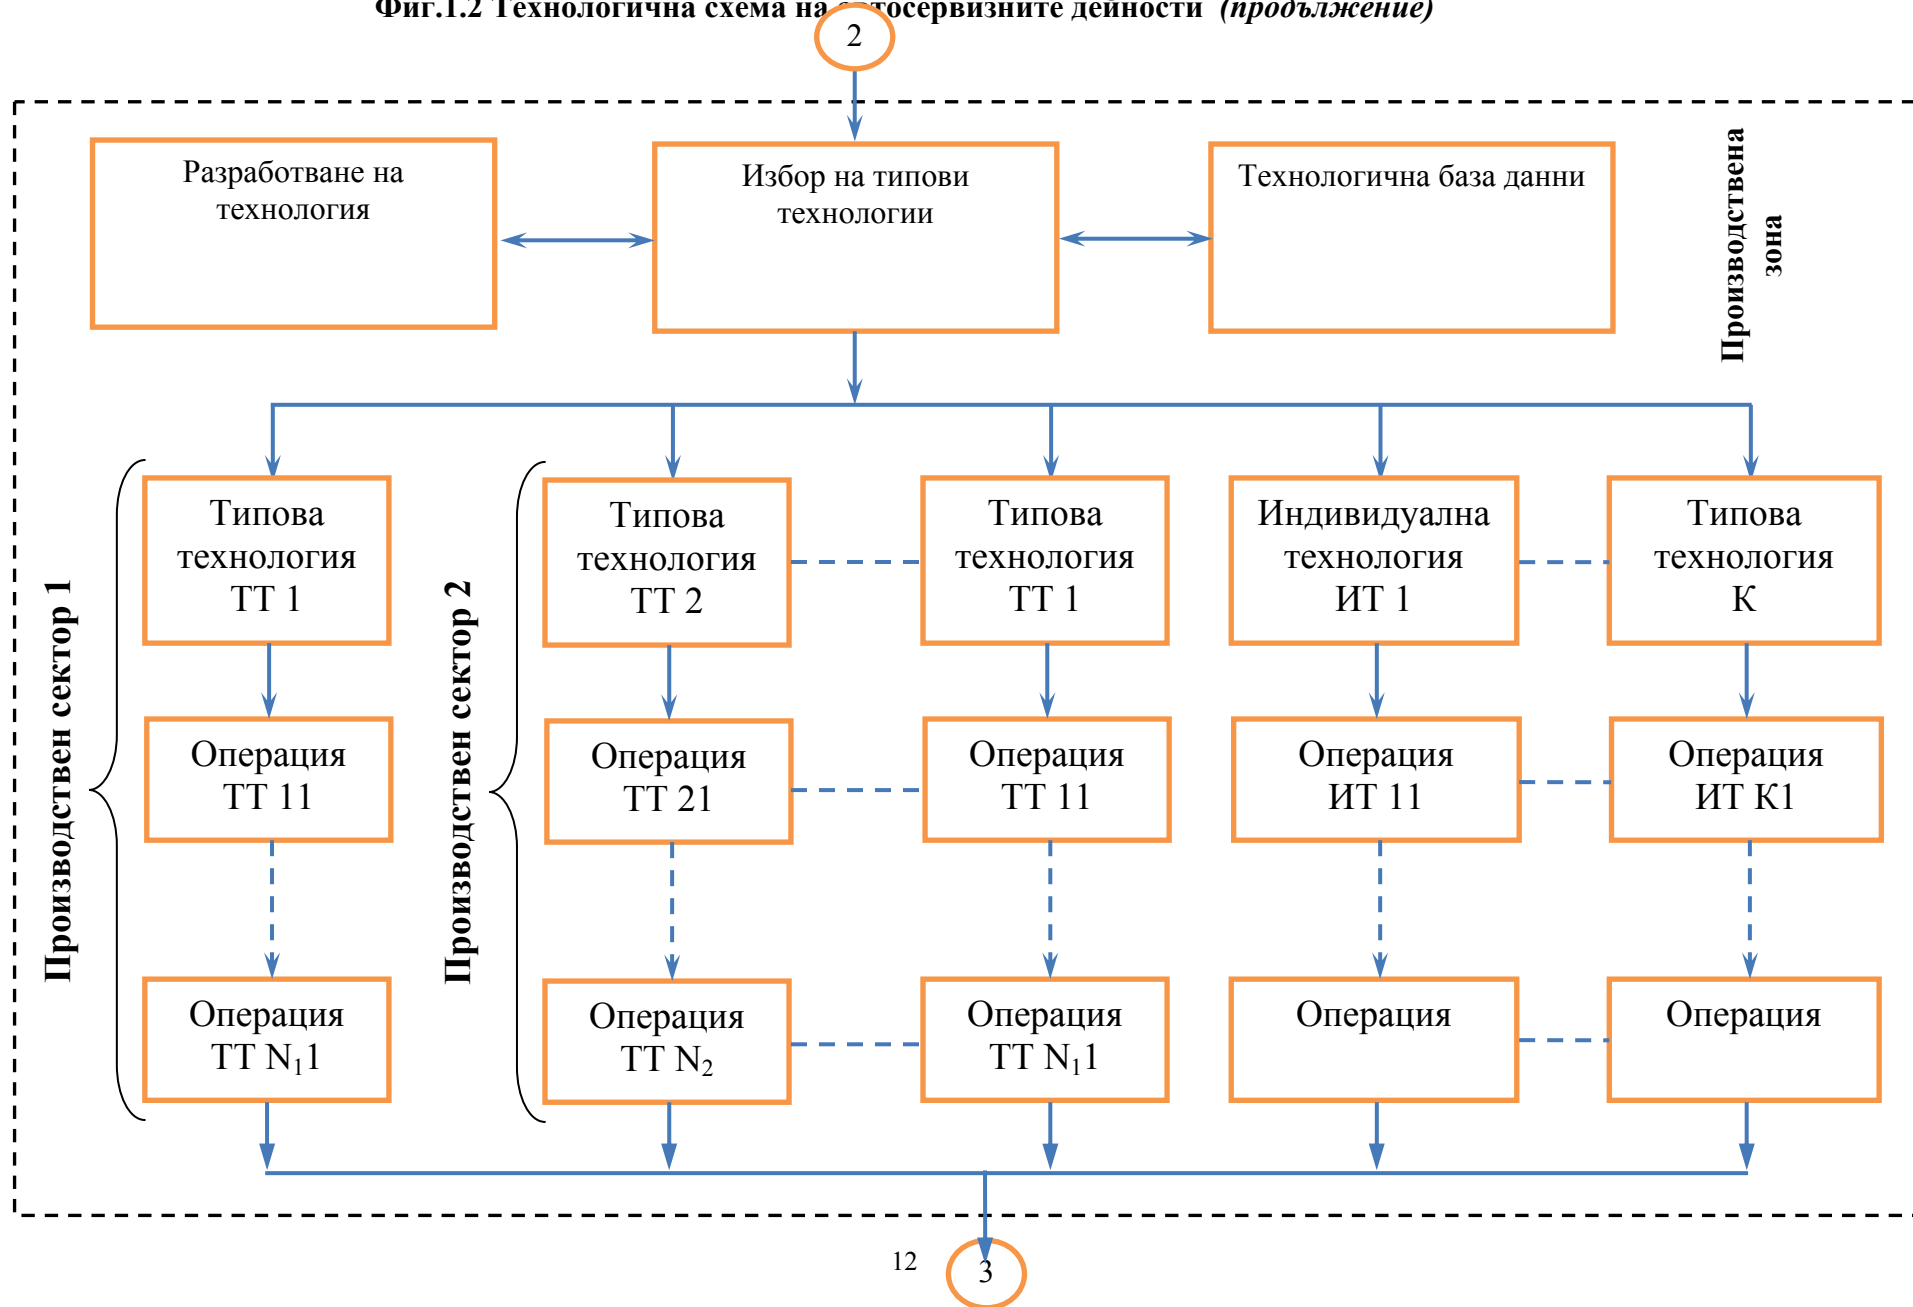 Фиг.1.2 Технологична схема на автосервизните дейности (продължение)
2
Разработване на
технология
Избор на типови
технологии
Технологична база данни
Производствена
зона
Производствен сектор 1
Типова
технология
ТТ 1
Производствен сектор 2
Типова
технология
ТТ 2
Типова
технология
ТТ 1
Индивидуална
технология
ИТ 1
Типова
технология
К
Операция
ТТ 11
Операция
ТТ 21
Операция
ТТ 11
Операция
ИТ 11
Операция
ИТ К1
Операция
ТТ N₁1
Операция
ТТ N₂
Операция
ТТ N₁1
Операция
Операция
12
3